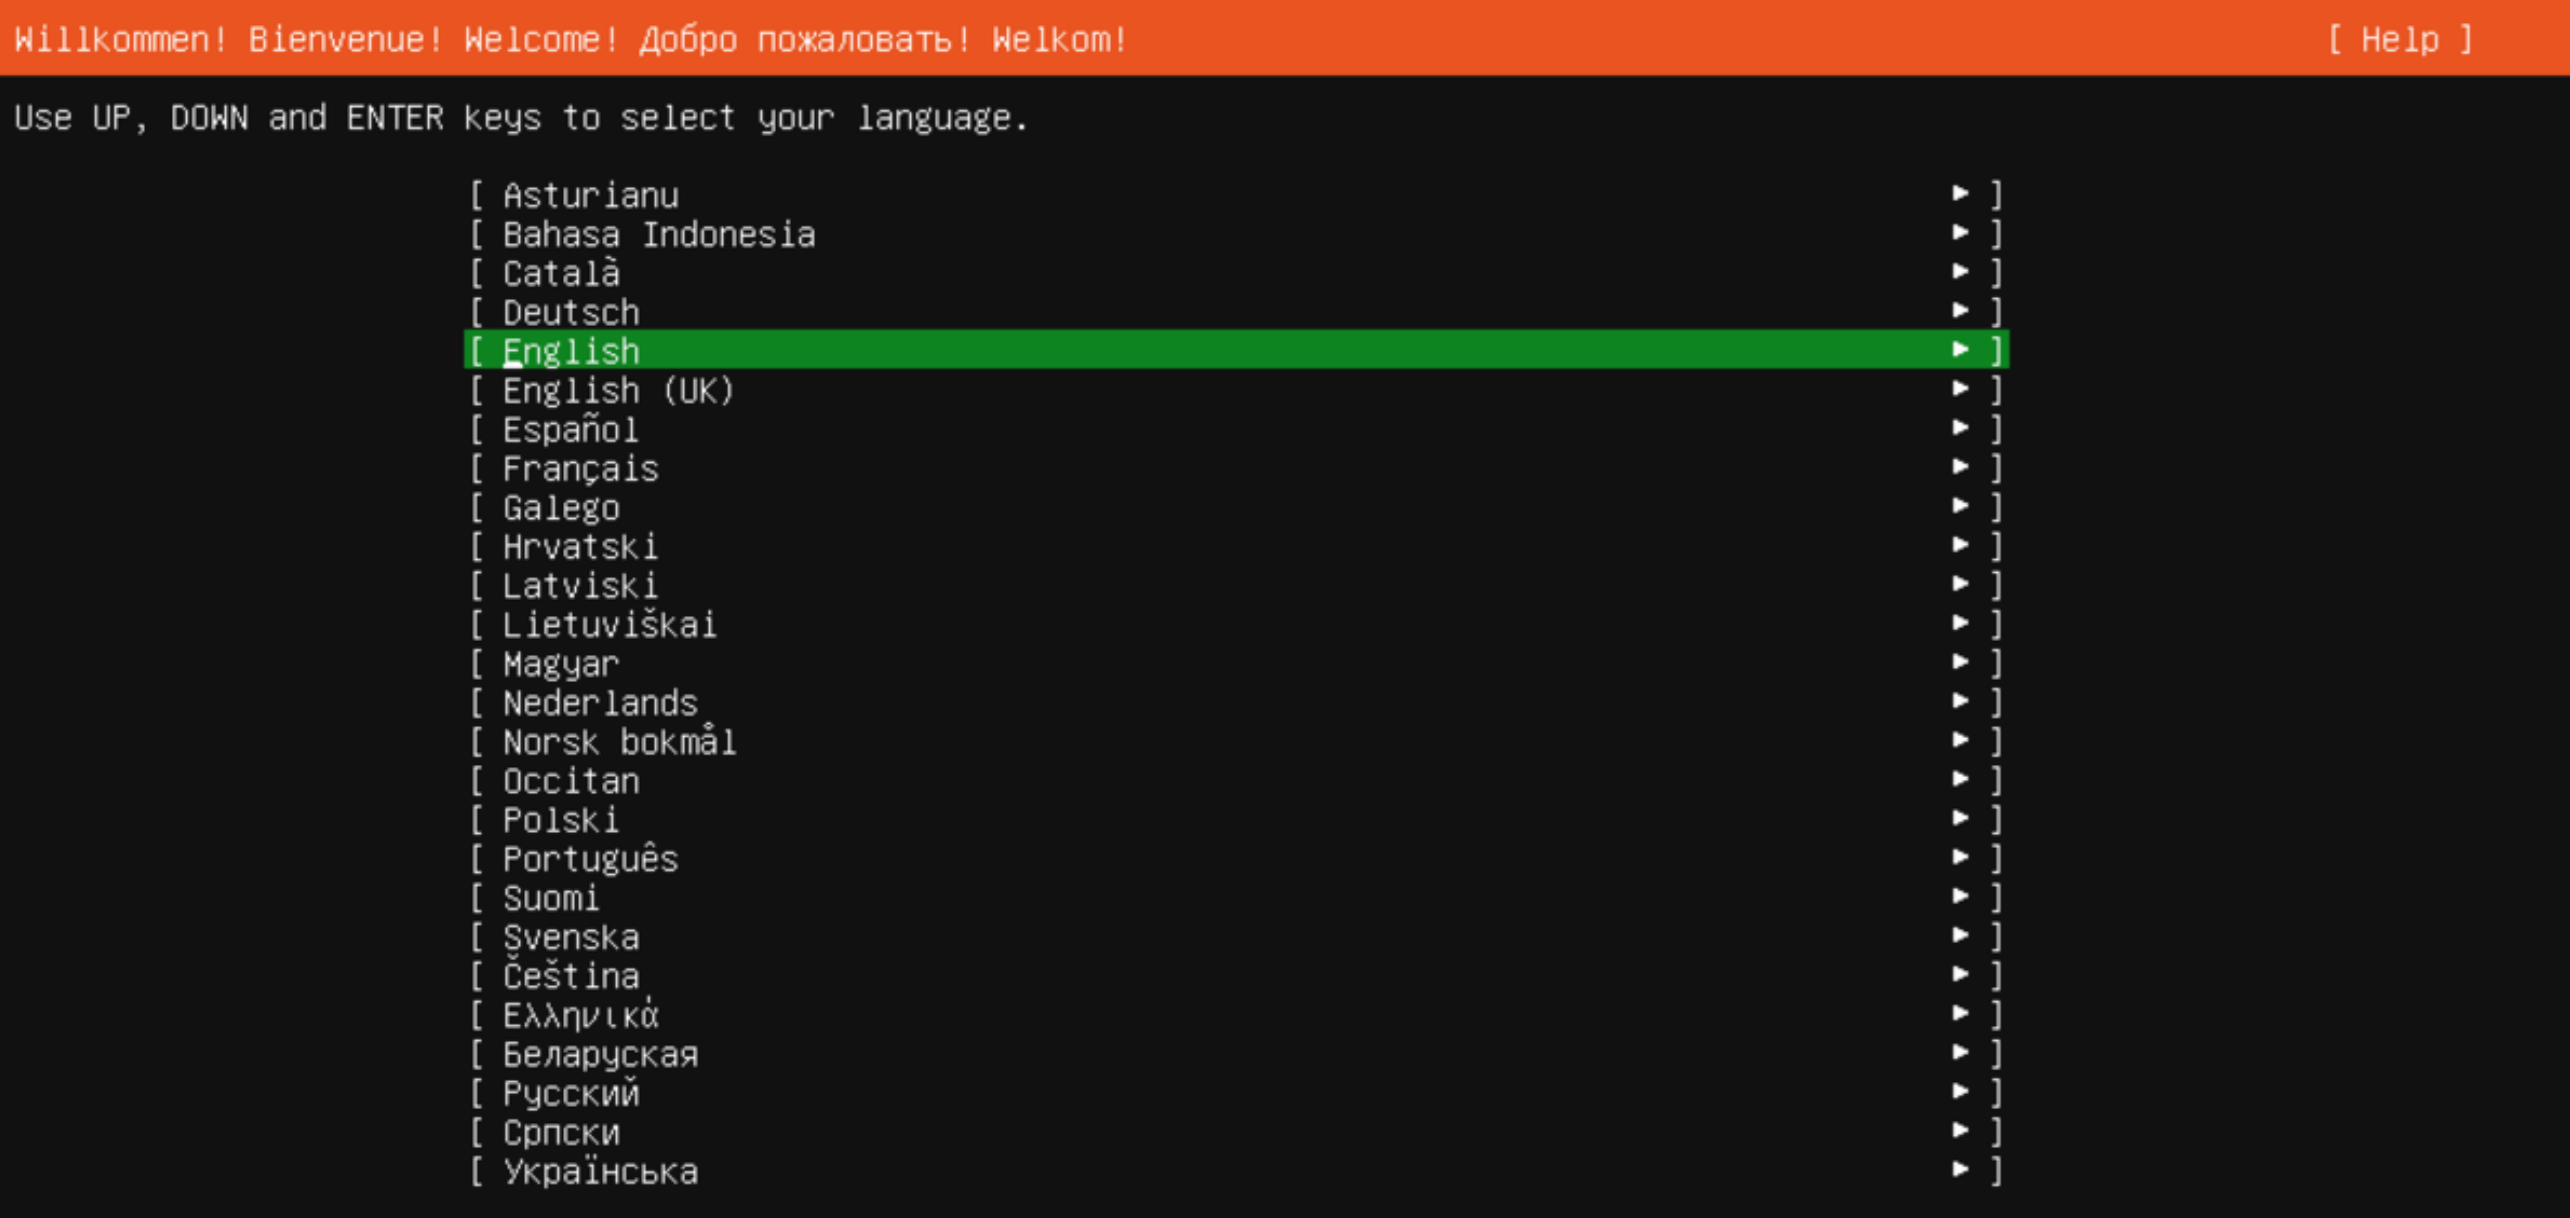 Willkommen! Bienvenue! Welcome! Добро пожаловать! Welkom! [ Help ]
Use UP, DOWN and ENTER keys to select your language.
[ Asturianu ▸ ]
[ Bahasa Indonesia ▸ ]
[ Català ▸ ]
[ Deutsch ▸ ]
[ English ▸ ]
[ English (UK) ▸ ]
[ Español ▸ ]
[ Français ▸ ]
[ Galego ▸ ]
[ Hrvatski ▸ ]
[ Latviski ▸ ]
[ Lietuviškai ▸ ]
[ Magyar ▸ ]
[ Nederlands ▸ ]
[ Norsk bokmål ▸ ]
[ Occitan ▸ ]
[ Polski ▸ ]
[ Português ▸ ]
[ Suomi ▸ ]
[ Svenska ▸ ]
[ Čeština ▸ ]
[ Ελληνικά ▸ ]
[ Беларуская ▸ ]
[ Русский ▸ ]
[ Српски ▸ ]
[ Українська ▸ ]